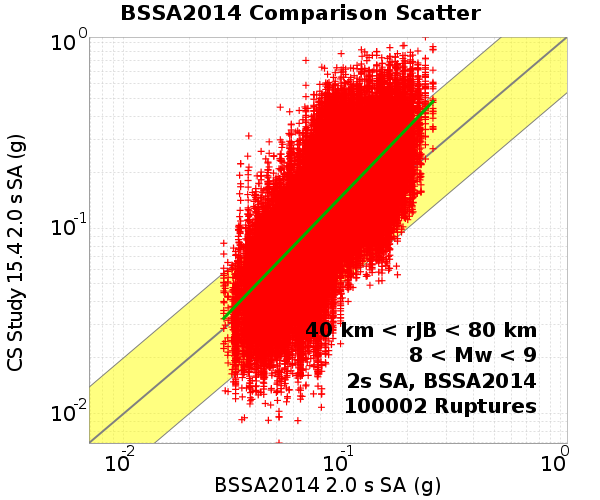 BSSA2014 Comparison Scatter
CS Study 15.4 2.0 s SA (g)
10^0
10^-1
10^-2
40 km < rJB < 80 km
8 < Mw < 9
2s SA, BSSA2014
100002 Ruptures
10^-2 10^-1 10^0
BSSA2014 2.0 s SA (g)